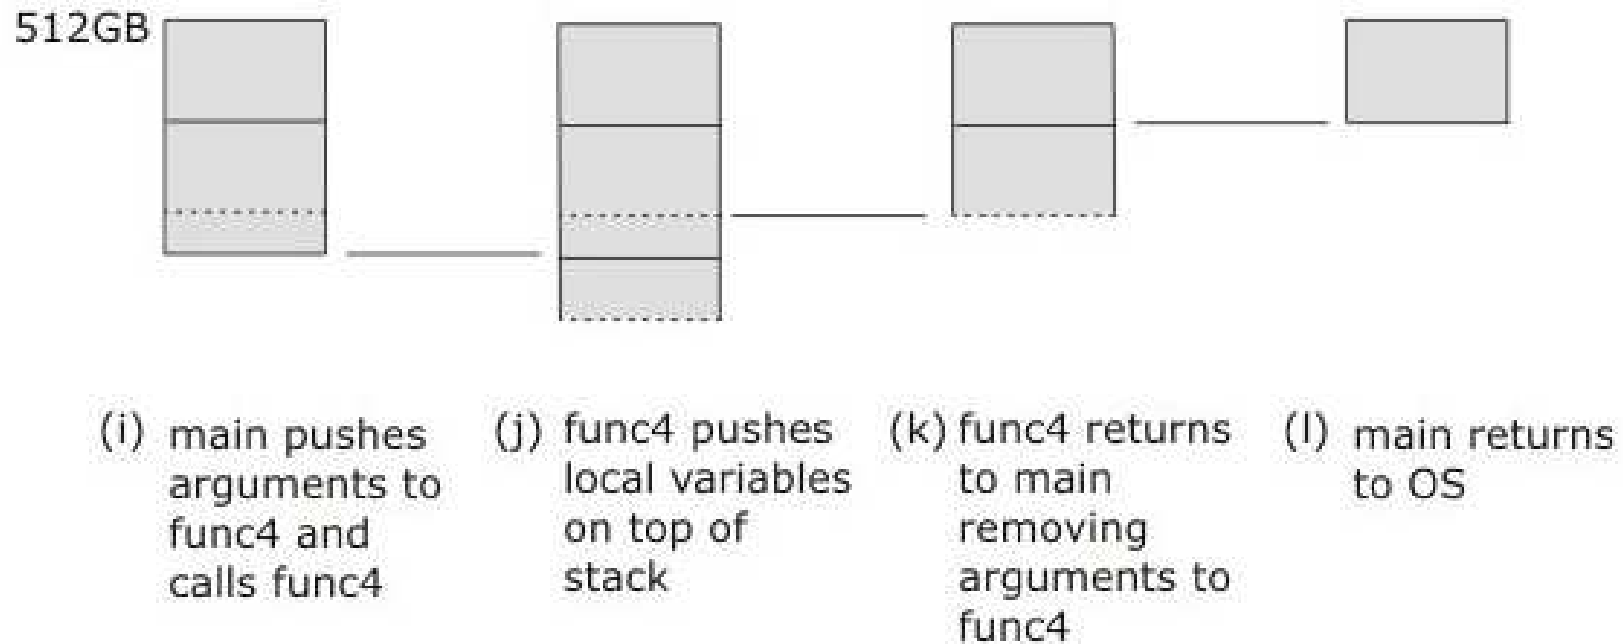 512GB
(i) main pushes
arguments to
func4 and
calls func4
(j) func4 pushes
local variables
on top of
stack
(k) func4 returns
to main
removing
arguments to
func4
(l) main returns
to OS